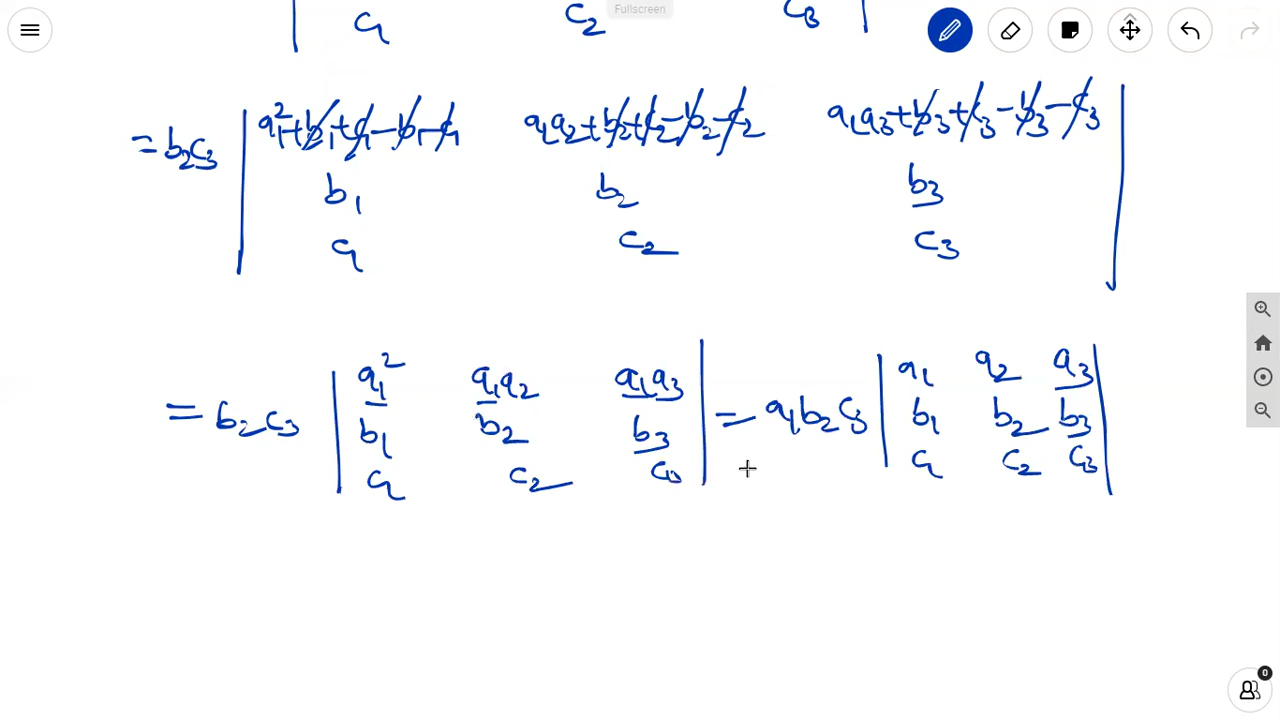 Fullscreen
c₁ c₂ c₃
= b₂c₃ | a₁²+b₁+c₁-b₁-c₁ a₁a₂+b₂+c₂-b₂-c₂ a₁a₃+b₃+c₃-b₃-c₃ |
b₁ b₂ b₃
c₁ c₂ c₃
a₁² a₁a₂ a₁a₃ a₁ a₂ a₃
= b₂c₃ | b₁ b₂ b₃ | = a₁b₂c₃ | b₁ b₂ b₃ |
c₁ c₂ c₃ c₁ c₂ c₃
0